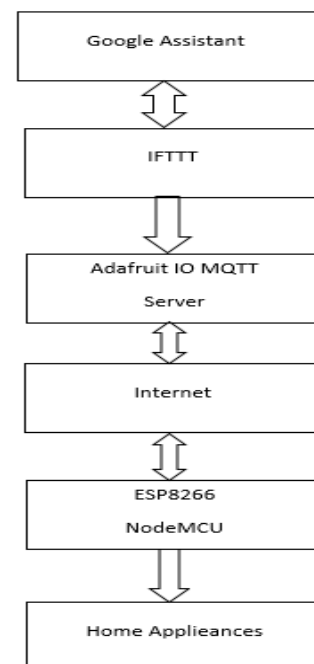 Google Assistant
IFTTT
Adafruit IO MQTT
Server
Internet
ESP8266
NodeMCU
Home Applieances